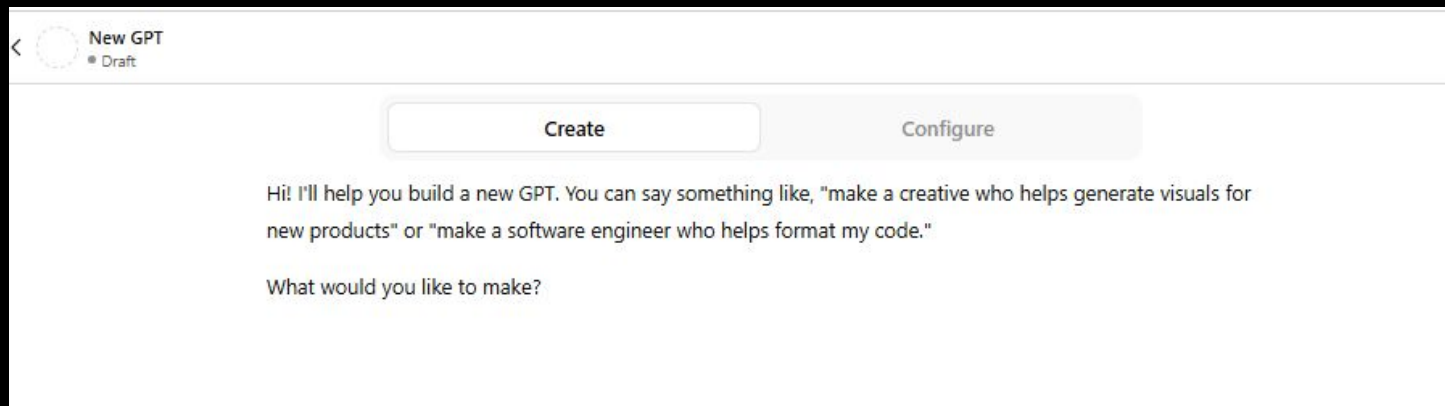 New GPT
Draft
Create
Configure
Hi! I'll help you build a new GPT. You can say something like, "make a creative who helps generate visuals for
new products" or "make a software engineer who helps format my code."
What would you like to make?